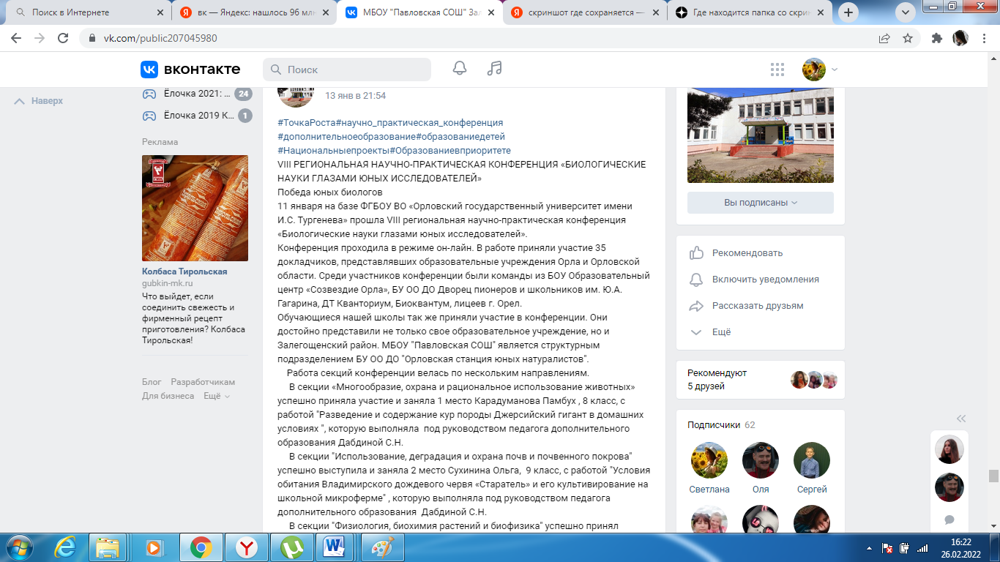 Поиск в Интернете
вк — Яндекс: нашлось 96 млн
МБОУ "Павловская СОШ" Зал
скриншот где сохраняется —
Где находится папка со скрин
vk.com/public207045980
вконтакте
Поиск
Наверх
Ёлочка 2021: ... 24
Ёлочка 2019 К... 1
Реклама
Колбаса Тирольская
gubkin-mk.ru
Что выйдет, если
соединить свежесть и
фирменный рецепт
приготовления? Колбаса
Тирольская!
Блог Разработчикам
Для бизнеса Ещё
13 янв в 21:54
#ТочкаРоста#научно_практическая_конференция
#дополнительноеобразование#образованиедетей
#Национальныепроекты#Образованиевприоритете
VIII РЕГИОНАЛЬНАЯ НАУЧНО-ПРАКТИЧЕСКАЯ КОНФЕРЕНЦИЯ «БИОЛОГИЧЕСКИЕ
НАУКИ ГЛАЗАМИ ЮНЫХ ИССЛЕДОВАТЕЛЕЙ»
Победа юных биологов
11 января на базе ФГБОУ ВО «Орловский государственный университет имени
И.С. Тургенева» прошла VIII региональная научно-практическая конференция
«Биологические науки глазами юных исследователей».
Конференция проходила в режиме он-лайн. В работе приняли участие 35
докладчиков, представлявших образовательные учреждения Орла и Орловской
области. Среди участников конференции были команды из БОУ Образовательный
центр «Созвездие Орла», БУ ОО ДО Дворец пионеров и школьников им. Ю.А.
Гагарина, ДТ Кванториум, Биоквантум, лицеев г. Орел.
Обучающиеся нашей школы так же приняли участие в конференции. Они
достойно представили не только свое образовательное учреждение, но и
Залегощенский район. МБОУ "Павловская СОШ" является структурным
подразделением БУ ОО ДО "Орловская станция юных натуралистов".
Работа секций конференции велась по нескольким направлениям.
В секции «Многообразие, охрана и рациональное использование животных»
успешно приняла участие и заняла 1 место Карадуманова Памбух , 8 класс, с
работой "Разведение и содержание кур породы Джерсийский гигант в домашних
условиях ", которую выполняла под руководством педагога дополнительного
образования Дабдиной С.Н.
В секции "Использование, деградация и охрана почв и почвенного покрова"
успешно выступила и заняла 2 место Сухинина Ольга, 9 класс, с работой "Условия
обитания Владимирского дождевого червя «Старатель» и его культивирование на
школьной микроферме" , которую выполняла под руководством педагога
дополнительного образования Дабдиной С.Н.
В секции "Физиология, биохимия растений и биофизика" успешно принял
Вы подписаны
Рекомендовать
Включить уведомления
Рассказать друзьям
Ещё
Рекомендуют
5 друзей
Подписчики 62
Светлана Оля Сергей
16:22
26.02.2022